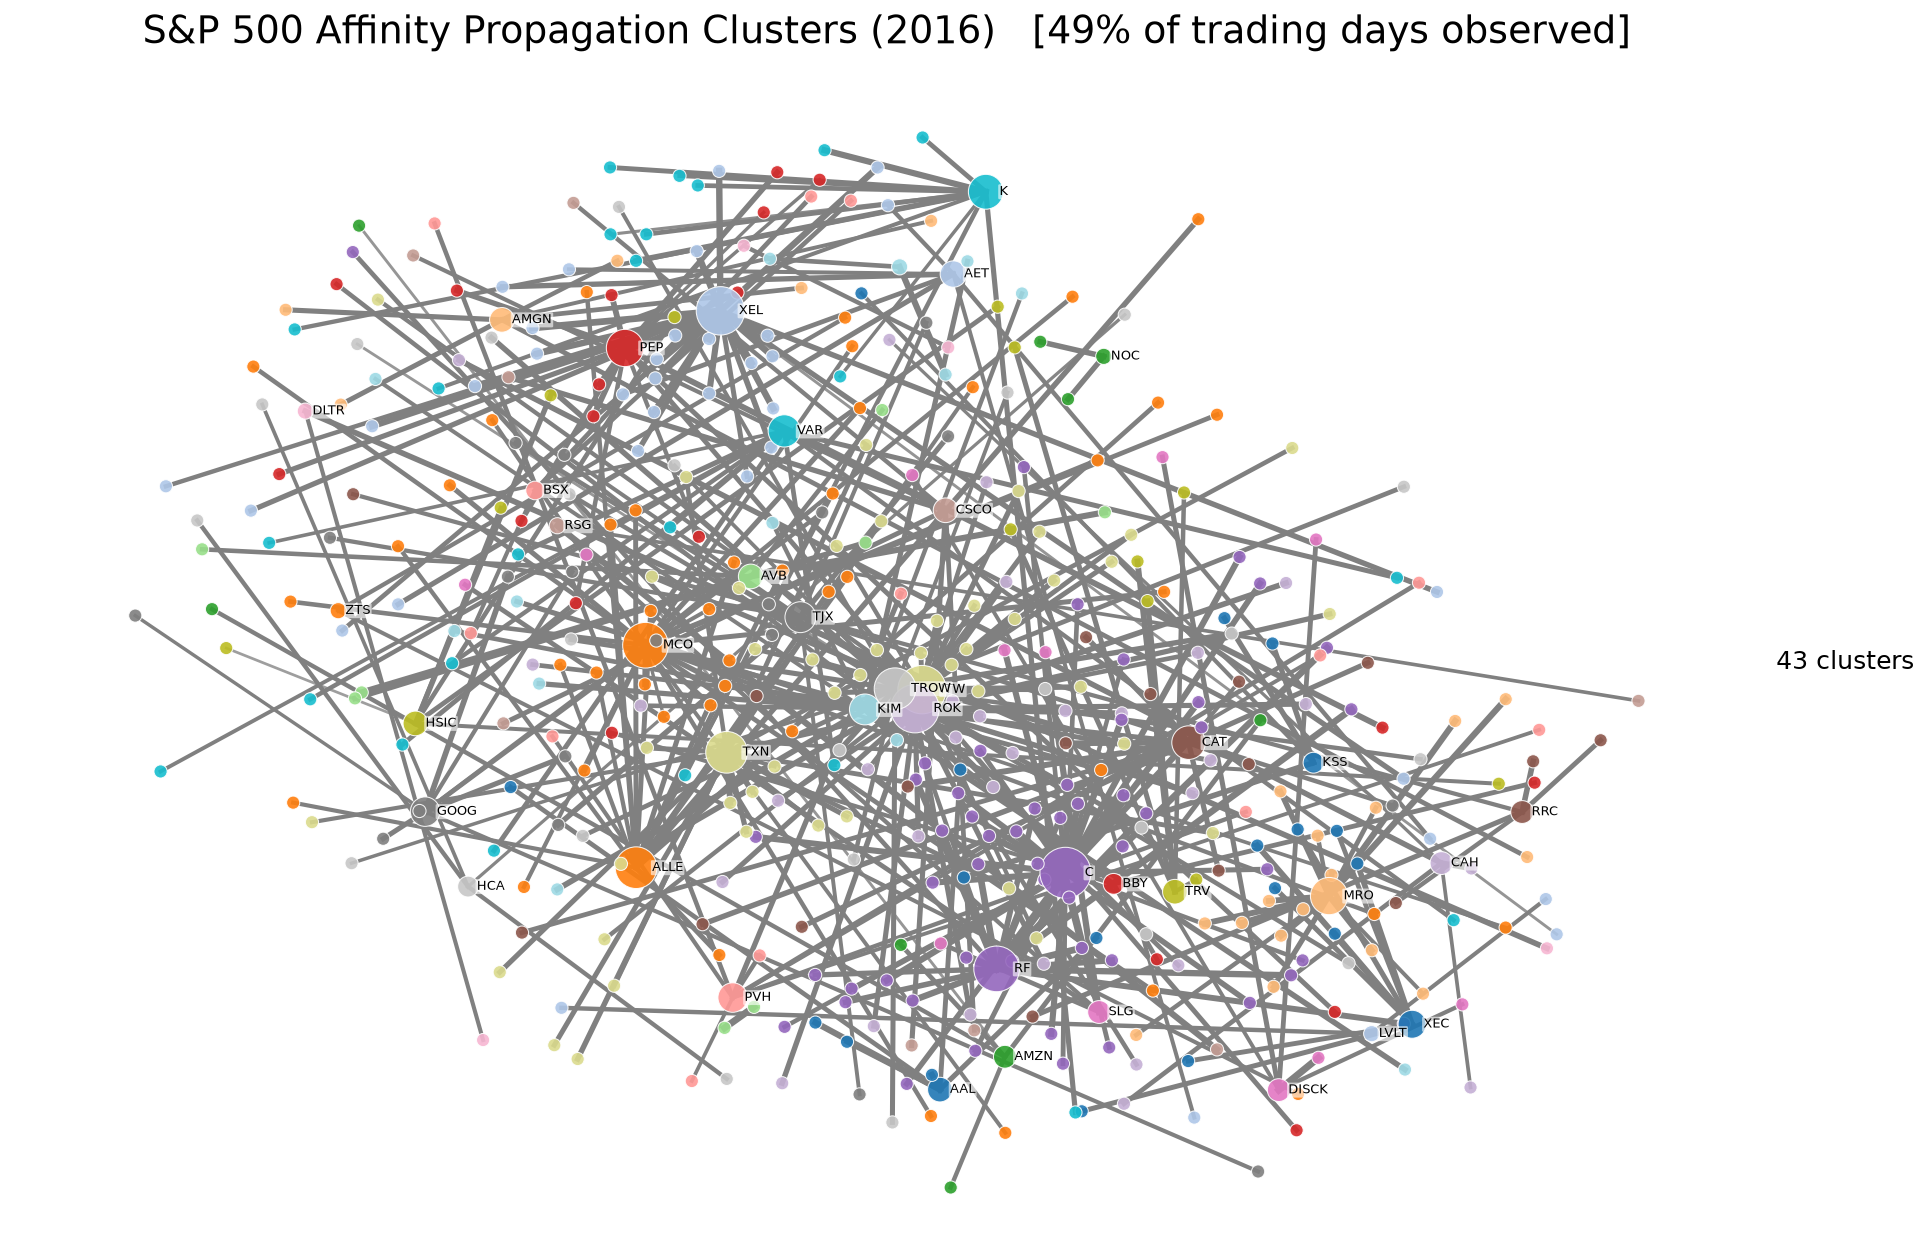 S&P 500 Affinity Propagation Clusters (2016)   [49% of trading days observed]
K
AET
XEL
AMGN
PEP
NOC
DLTR
VAR
BSX
CSCO
RSG
AVB
ZTS
TJX
MCO
TROW
W
KIM
ROK
43 clusters
HSIC
CAT
TXN
KSS
GOOG
RRC
CAH
ALLE
C
BBY
HCA
TRV
MRO
RF
PVH
SLG
XEC
LVLT
AMZN
AAL
DISCK